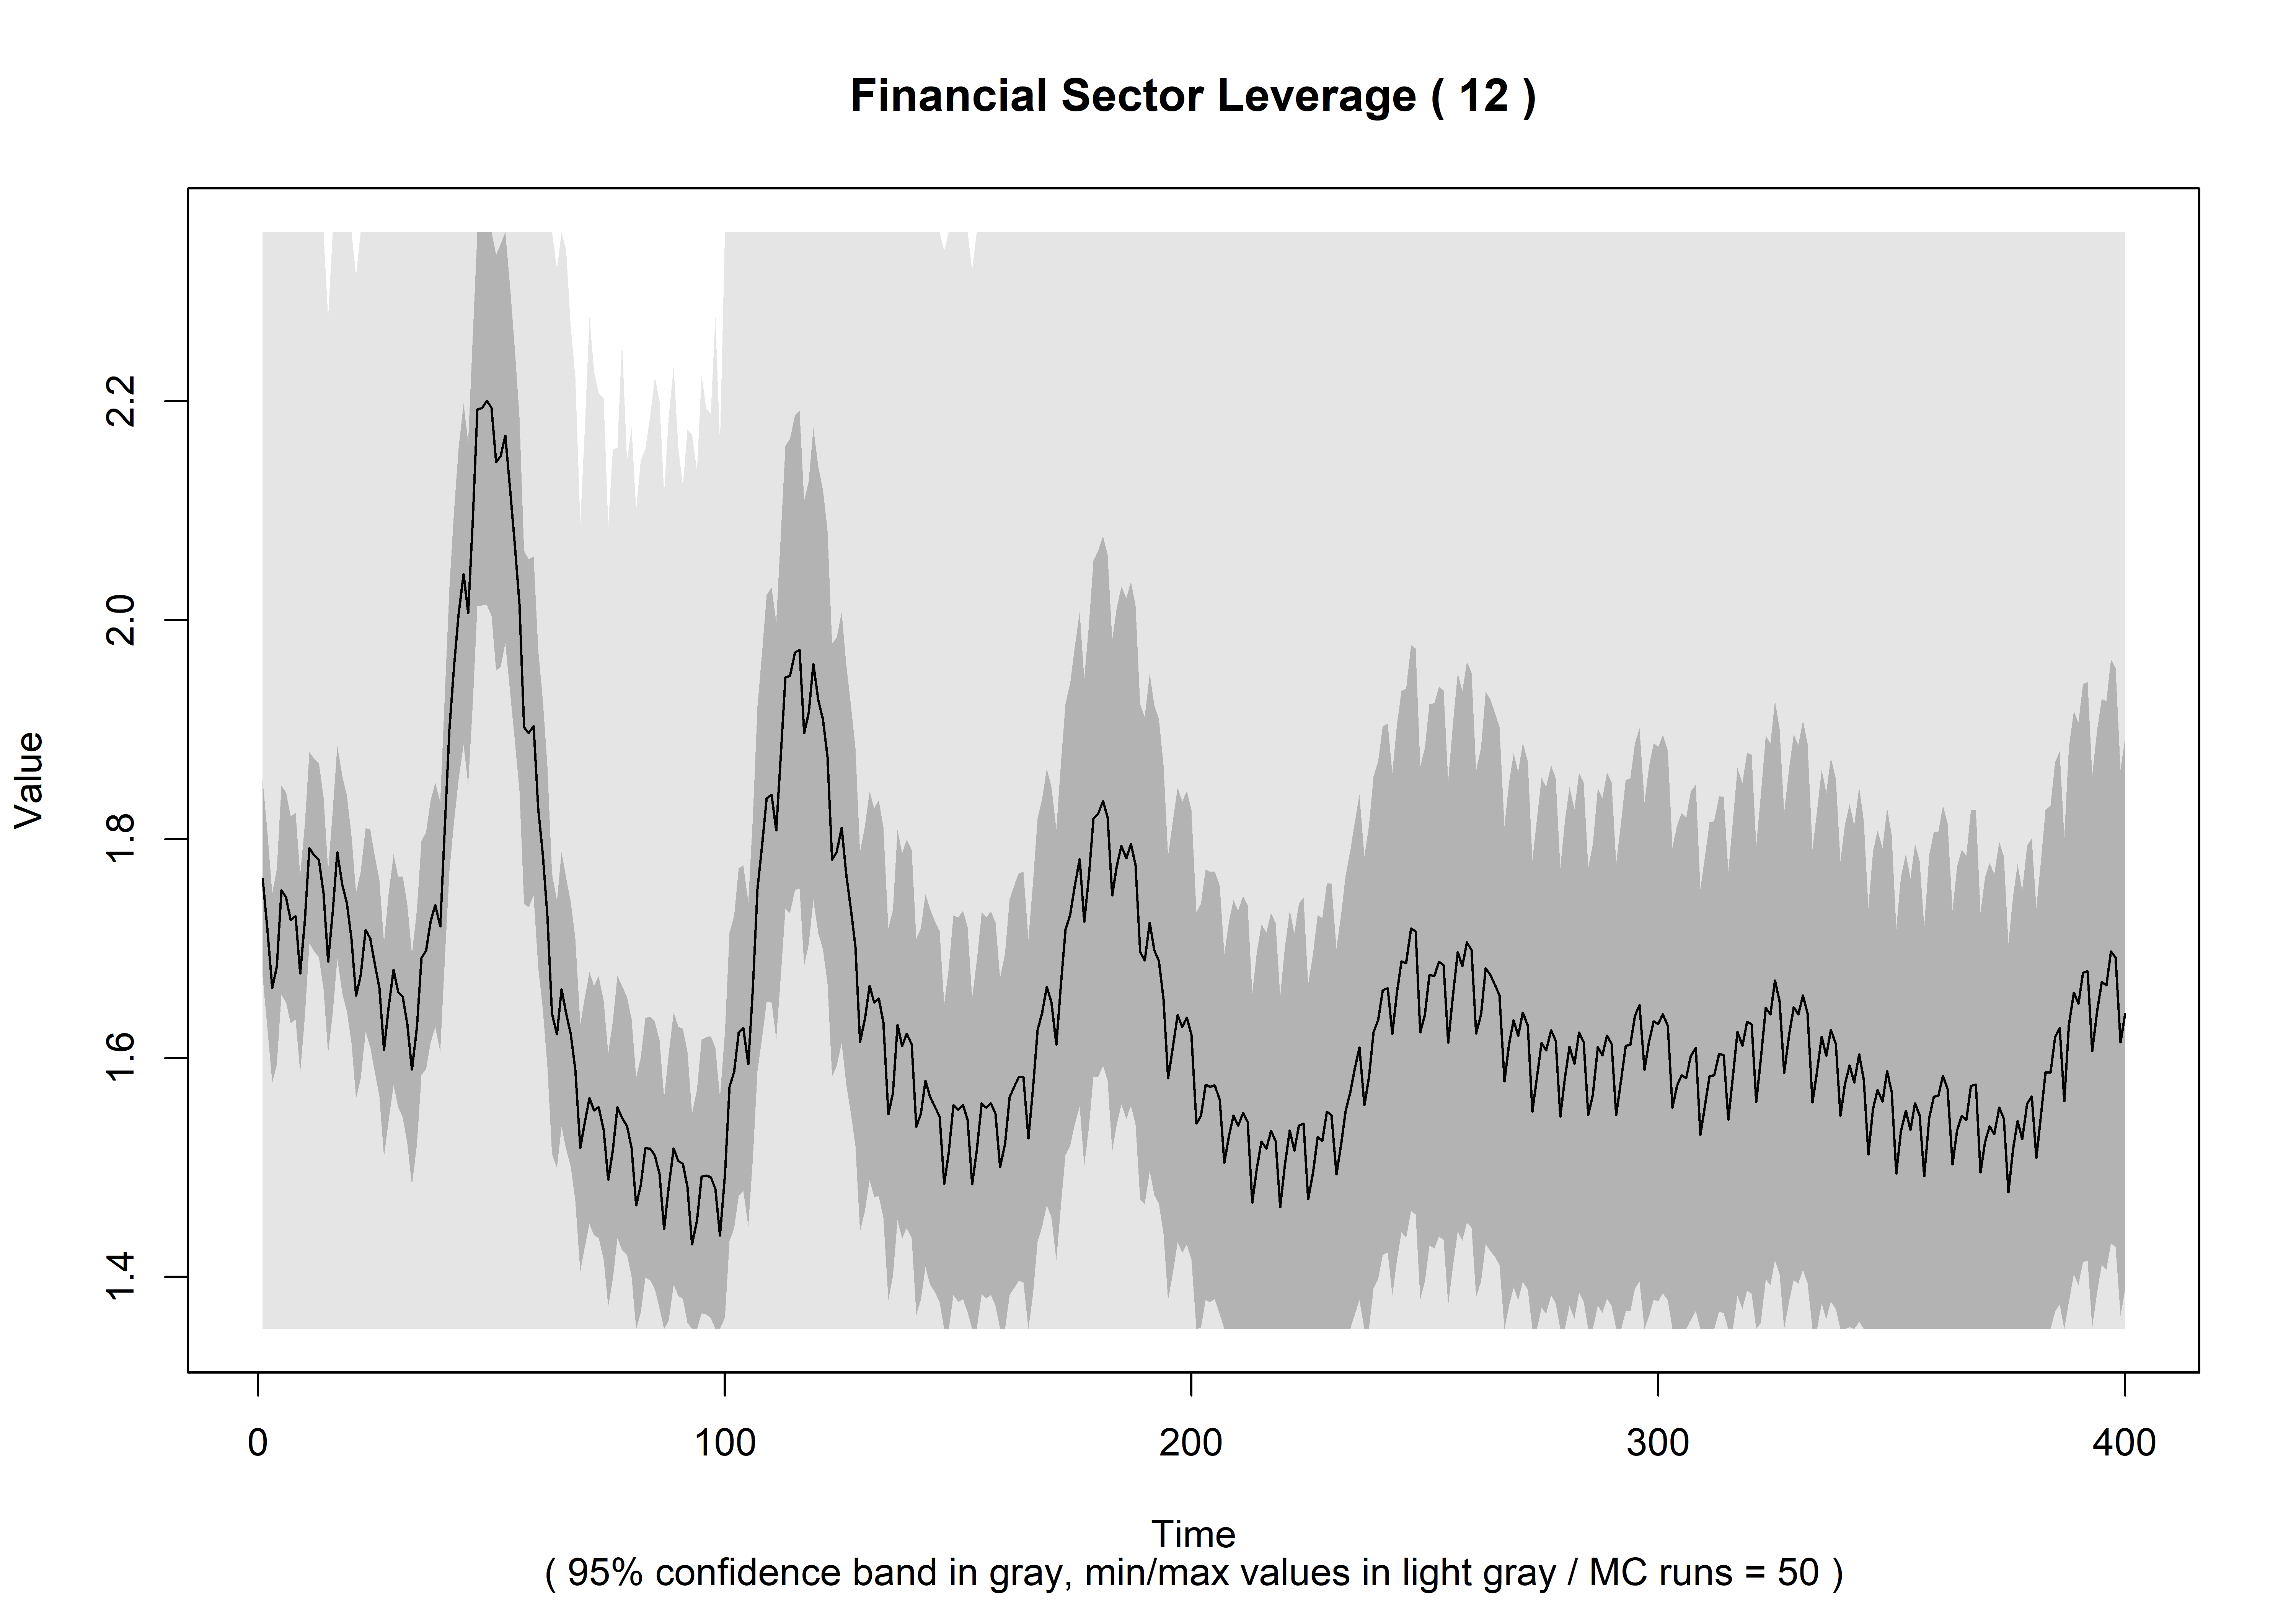 Financial Sector Leverage ( 12 )
Value
2.2
2.0
1.8
1.6
1.4
0 100 200 300 400
Time
( 95% confidence band in gray, min/max values in light gray / MC runs = 50 )